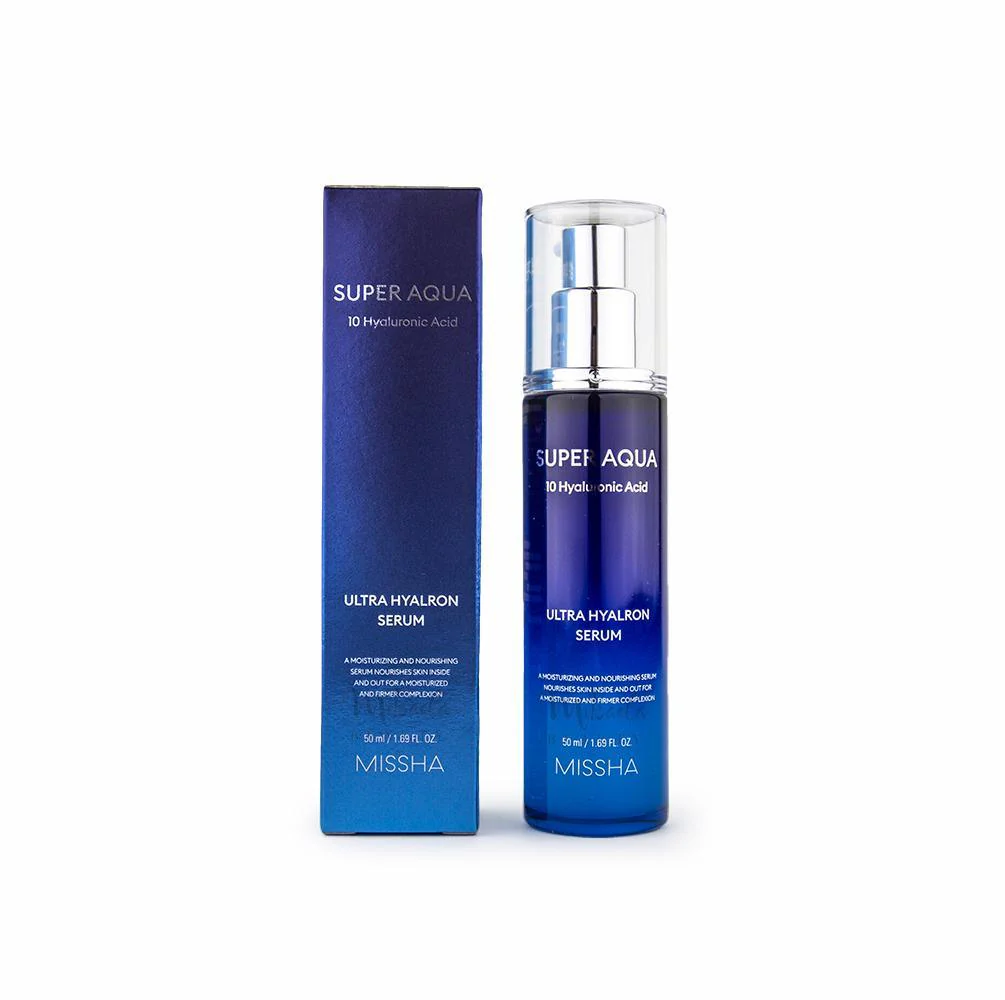 SUPER AQUA
10 Hyaluronic Acid
ULTRA HYALRON
SERUM
A MOISTURIZING AND NOURISHING
SERUM NOURISHES SKIN INSIDE
AND OUT FOR A MOISTURIZED
AND FIRMER COMPLEXION
50 ml / 1.69 FL. OZ.
MISSHA
SUPER AQUA
10 Hyaluronic Acid
ULTRA HYALRON
SERUM
A MOISTURIZING AND NOURISHING SERUM
NOURISHES SKIN INSIDE AND OUT FOR
A MOISTURIZED AND FIRMER COMPLEXION
50 ml / 1.69 FL. OZ.
MISSHA